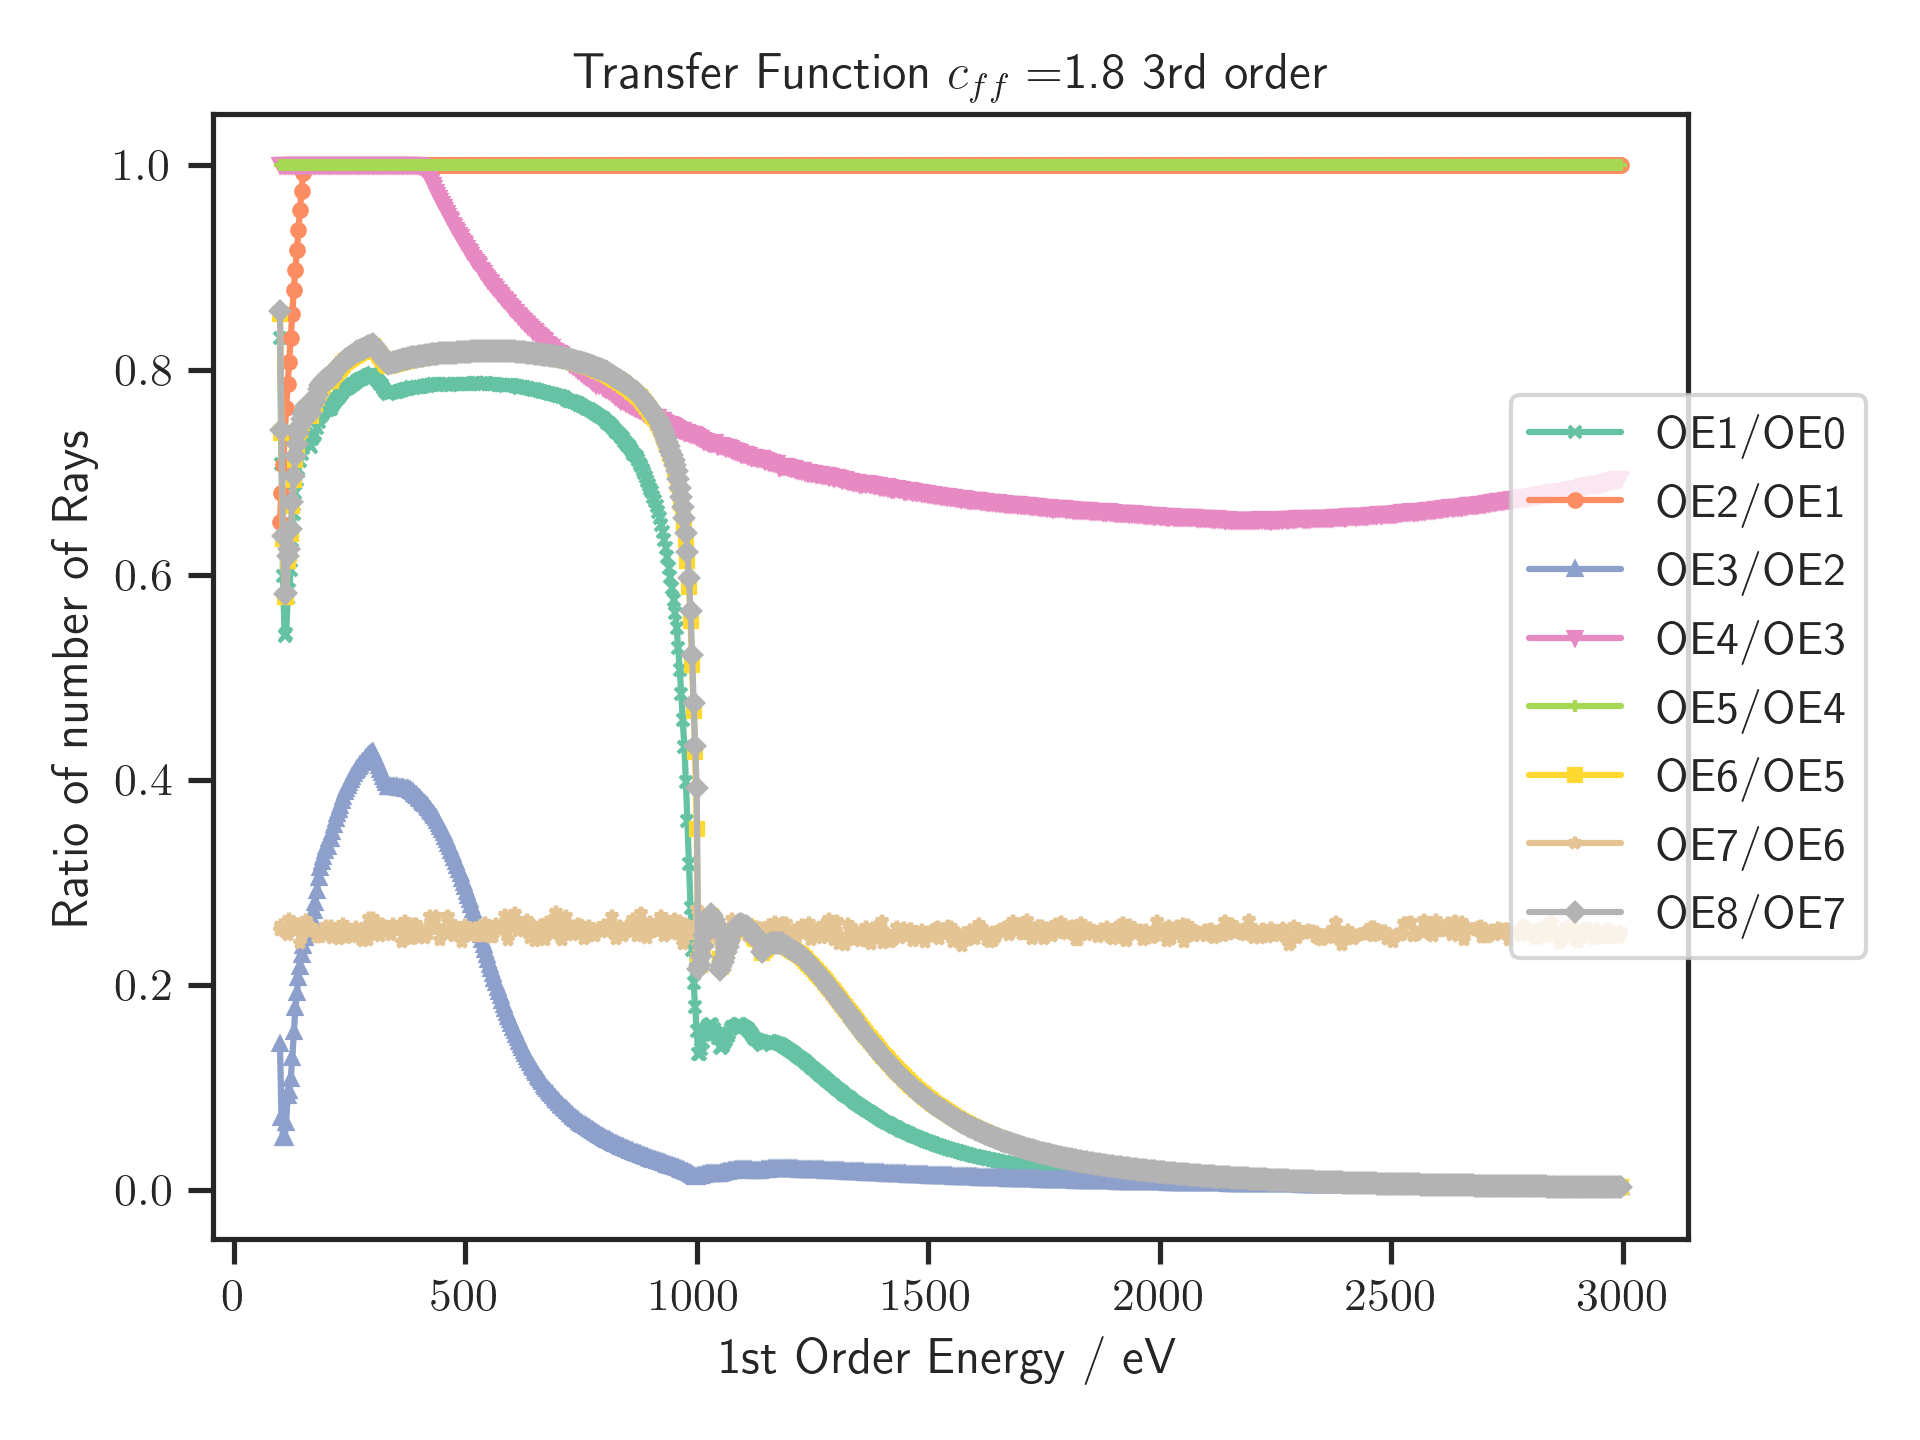 Transfer Function c_ff =1.8 3rd order
Ratio of number of Rays
1.0
0.8
0.6
0.4
0.2
0.0
0 500 1000 1500 2000 2500 3000
1st Order Energy / eV
OE1/OE0
OE2/OE1
OE3/OE2
OE4/OE3
OE5/OE4
OE6/OE5
OE7/OE6
OE8/OE7